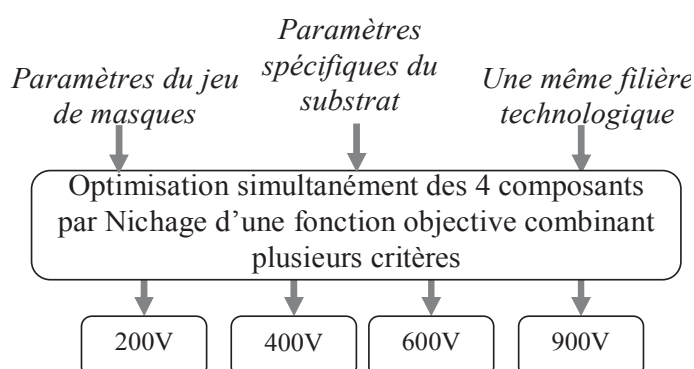 Paramètres du jeu
de masques
Paramètres
spécifiques du
substrat
Une même filière
technologique
Optimisation simultanément des 4 composants
par Nichage d’une fonction objective combinant
plusieurs critères
200V
400V
600V
900V